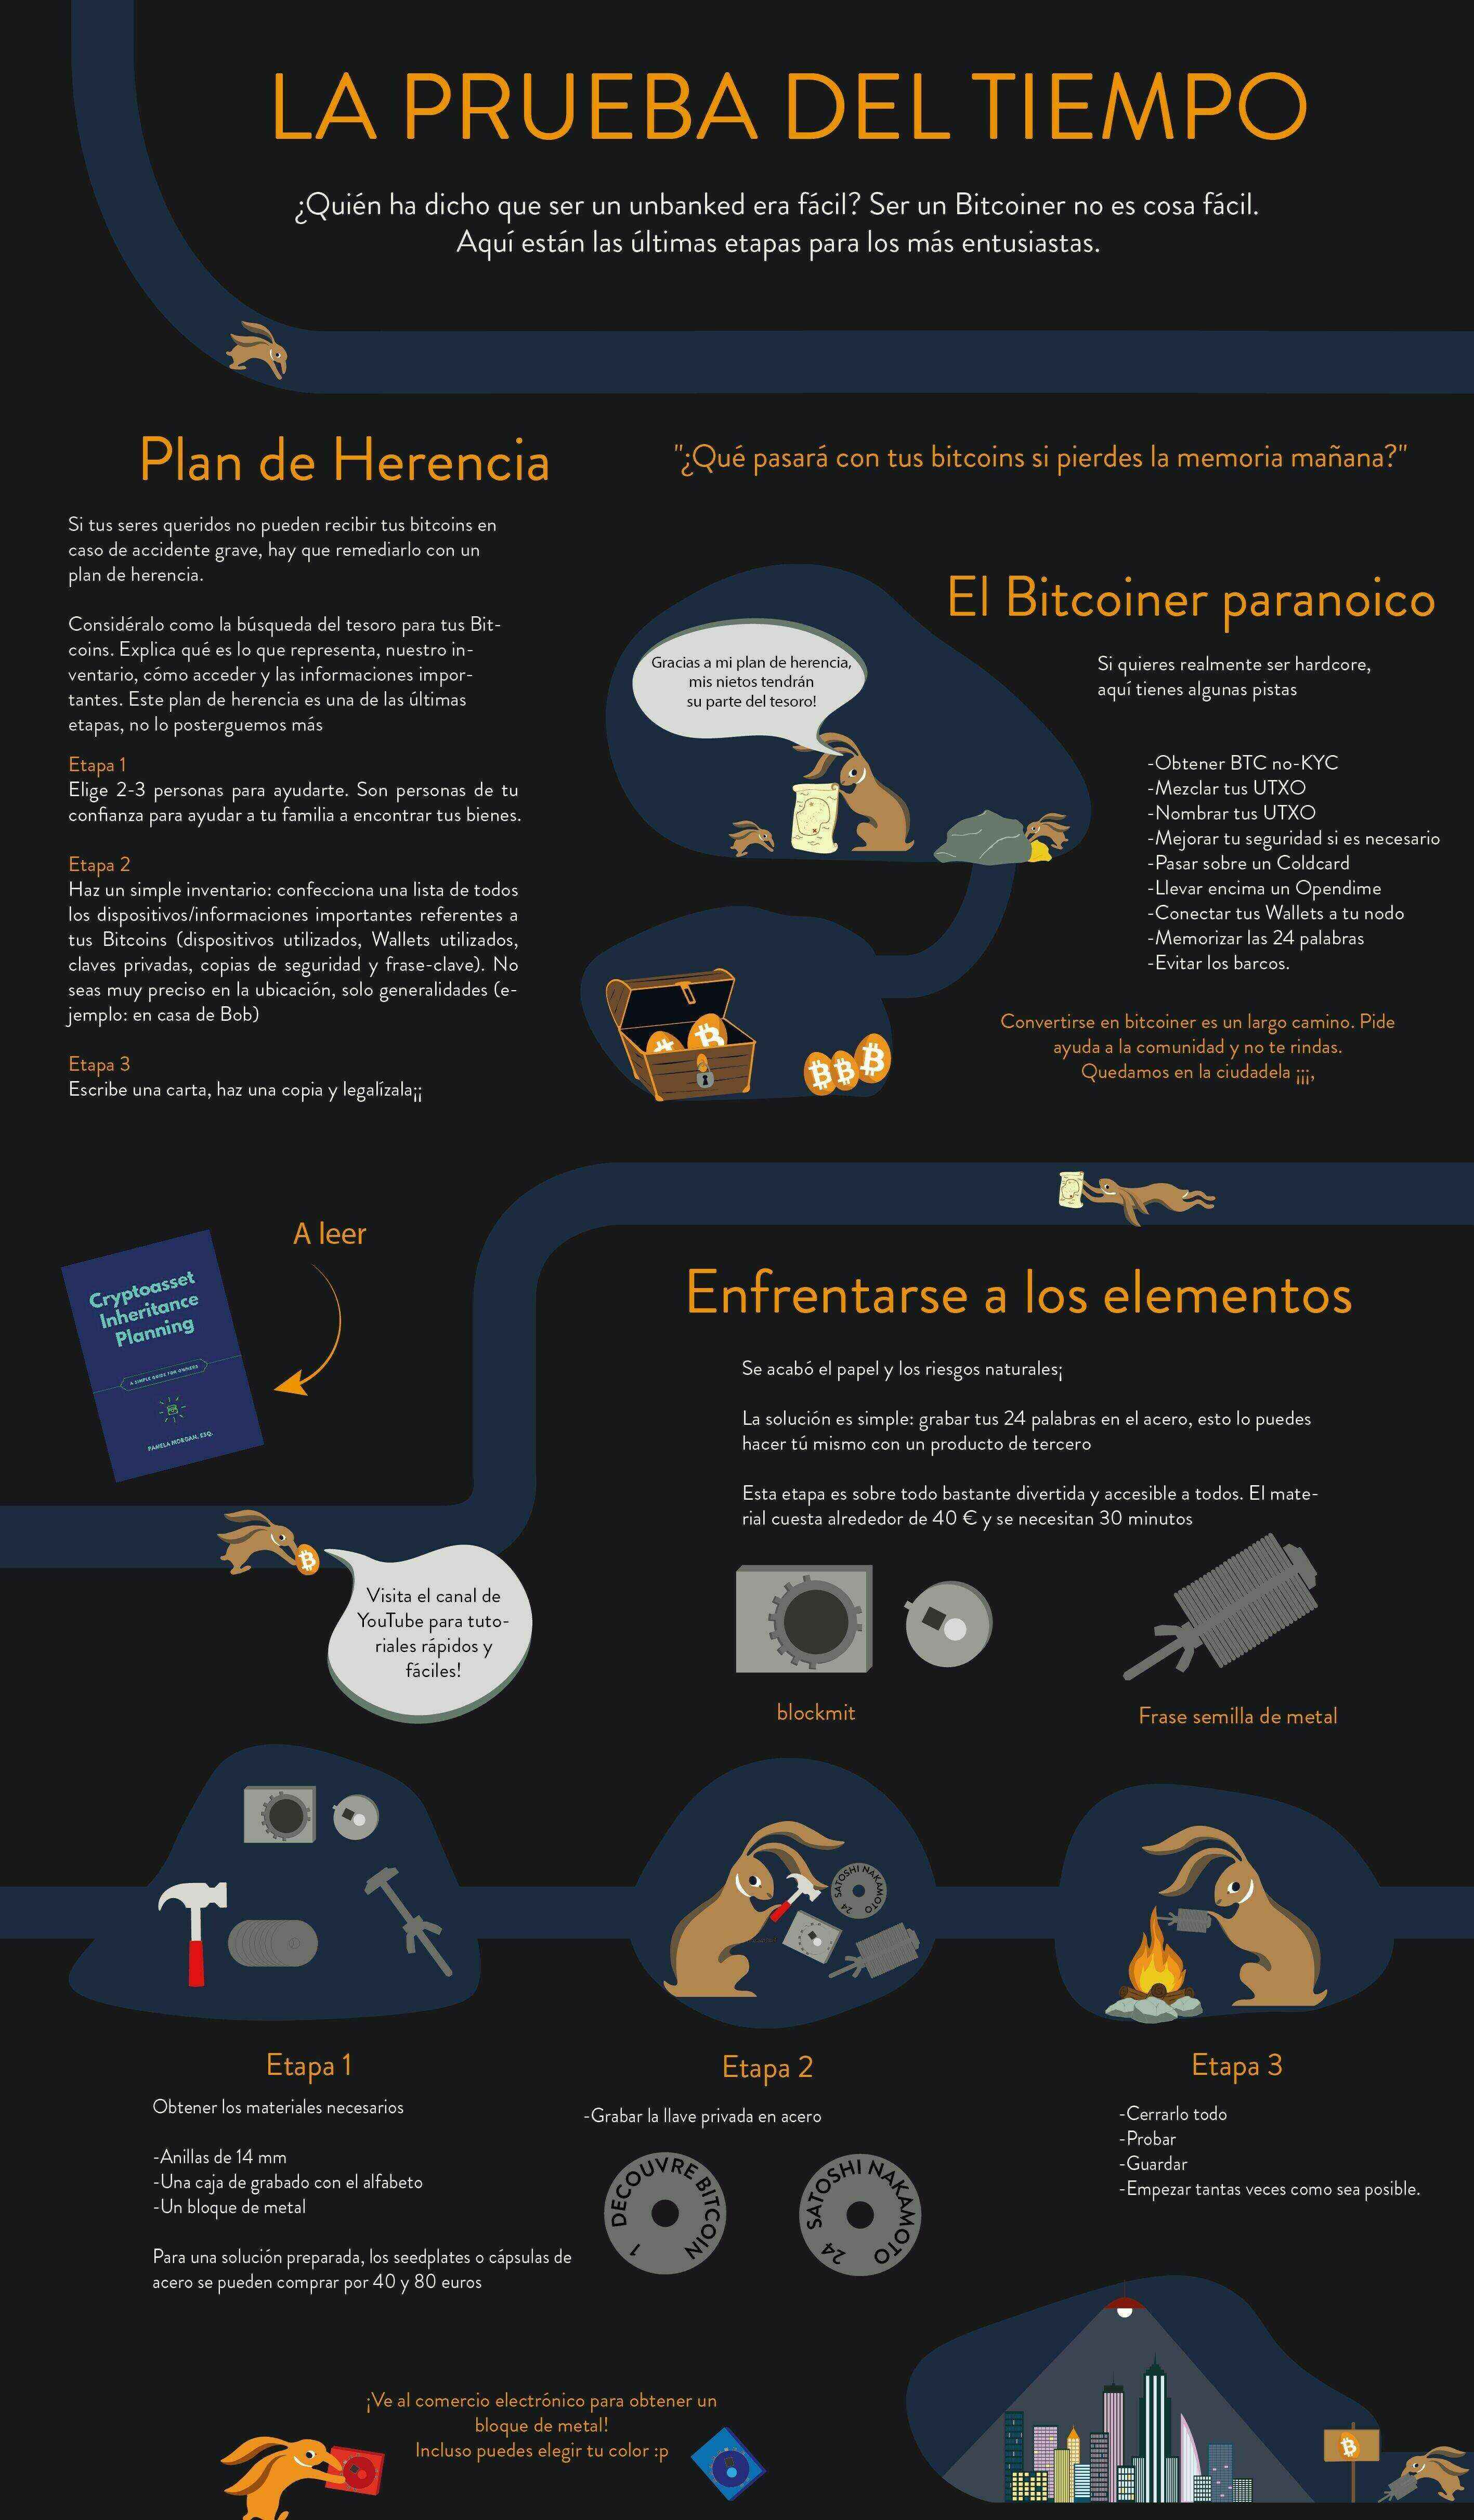 LA PRUEBA DEL TIEMPO
¿Quién ha dicho que ser un unbanked era fácil? Ser un Bitcoiner no es cosa fácil.
Aquí están las últimas etapas para los más entusiastas.
Plan de Herencia
Si tus seres queridos no pueden recibir tus bitcoins en
caso de accidente grave, hay que remediarlo con un
plan de herencia.
Considéralo como la búsqueda del tesoro para tus Bit-
coins. Explica qué es lo que representa, nuestro in-
ventario, cómo acceder y las informaciones impor-
tantes. Este plan de herencia es una de las últimas
etapas, no lo posterguemos más
Etapa 1
Elige 2-3 personas para ayudarte. Son personas de tu
confianza para ayudar a tu familia a encontrar tus bienes.
Etapa 2
Haz un simple inventario: confecciona una lista de todos
los dispositivos/informaciones importantes referentes a
tus Bitcoins (dispositivos utilizados, Wallets utilizados,
claves privadas, copias de seguridad y frase-clave). No
seas muy preciso en la ubicación, solo generalidades (e-
jemplo: en casa de Bob)
Etapa 3
Escribe una carta, haz una copia y legalízala¡¡
"¿Qué pasará con tus bitcoins si pierdes la memoria mañana?"
Gracias a mi plan de herencia,
mis nietos tendrán
su parte del tesoro!
El Bitcoiner paranoico
Si quieres realmente ser hardcore,
aquí tienes algunas pistas
-Obtener BTC no-KYC
-Mezclar tus UTXO
-Nombrar tus UTXO
-Mejorar tu seguridad si es necesario
-Pasar sobre un Coldcard
-Llevar encima un Opendime
-Conectar tus Wallets a tu nodo
-Memorizar las 24 palabras
-Evitar los barcos.
Convertirse en bitcoiner es un largo camino. Pide
ayuda a la comunidad y no te rindas.
Quedamos en la ciudadela ¡¡¡,
A leer
Cryptoasset
Inheritance
Planning
A SIMPLE GUIDE FOR OWNERS
PAMELA MORGAN, ESQ.
Visita el canal de
YouTube para tuto-
riales rápidos y
fáciles!
Enfrentarse a los elementos
Se acabó el papel y los riesgos naturales¡
La solución es simple: grabar tus 24 palabras en el acero, esto lo puedes
hacer tú mismo con un producto de tercero
Esta etapa es sobre todo bastante divertida y accesible a todos. El mate-
rial cuesta alrededor de 40 € y se necesitan 30 minutos
blockmit
Frase semilla de metal
SATOSHI NAKAMOTO
24
Etapa 1
Obtener los materiales necesarios
-Anillas de 14 mm
-Una caja de grabado con el alfabeto
-Un bloque de metal
Para una solución preparada, los seedplates o cápsulas de
acero se pueden comprar por 40 y 80 euros
Etapa 2
-Grabar la llave privada en acero
DECOUVRE BITCOIN
1
SATOSHI NAKAMOTO
24
Etapa 3
-Cerrarlo todo
-Probar
-Guardar
-Empezar tantas veces como sea posible.
¡Ve al comercio electrónico para obtener un
bloque de metal!
Incluso puedes elegir tu color :p